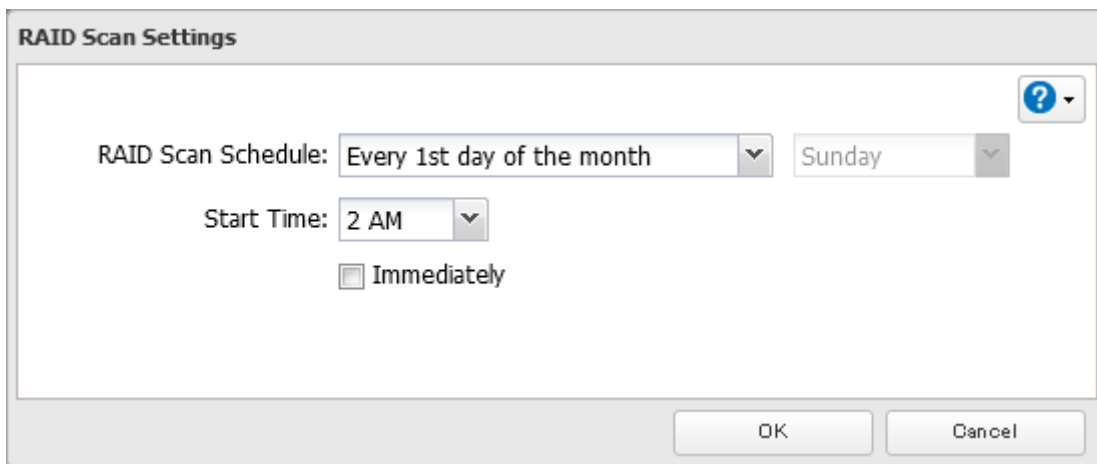 RAID Scan Settings
?
RAID Scan Schedule: Every 1st day of the month Sunday
Start Time: 2 AM
Immediately
OK Cancel